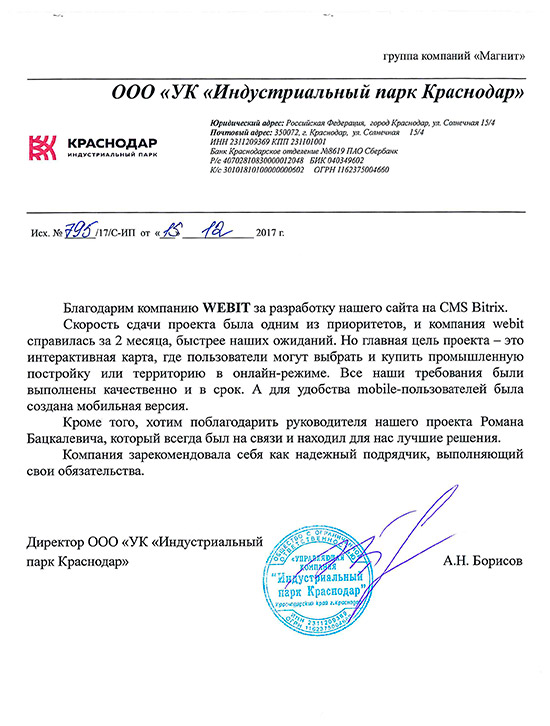 группа компаний «Магнит»
ООО «УК «Индустриальный парк Краснодар»
КРАСНОДАР
ИНДУСТРИАЛЬНЫЙ ПАРК
Юридический адрес: Российская Федерация, город Краснодар, ул. Солнечная 15/4
Почтовый адрес: 350072, г. Краснодар, ул. Солнечная 15/4
ИНН 2311209369 КПП 231101001
Банк Краснодарское отделение №8619 ПАО Сбербанк
Р/с 40702810830000012048 БИК 040349602
К/с 30101810100000000602 ОГРН 1162375004660
Исх. № 795/17/С-ИП от «15» 12 2017 г.
Благодарим компанию WEBIT за разработку нашего сайта на CMS Bitrix.
Скорость сдачи проекта была одним из приоритетов, и компания webit
справилась за 2 месяца, быстрее наших ожиданий. Но главная цель проекта – это
интерактивная карта, где пользователи могут выбрать и купить промышленную
постройку или территорию в онлайн-режиме. Все наши требования были
выполнены качественно и в срок. А для удобства mobile-пользователей была
создана мобильная версия.
Кроме того, хотим поблагодарить руководителя нашего проекта Романа
Бацкалевича, который всегда был на связи и находил для нас лучшие решения.
Компания зарекомендовала себя как надежный подрядчик, выполняющий
свои обязательства.
Директор ООО «УК «Индустриальный
парк Краснодар»
А.Н. Борисов
ОБЩЕСТВО С ОГРАНИЧЕННОЙ
ОТВЕТСТВЕННОСТЬЮ
"УПРАВЛЯЮЩАЯ
КОМПАНИЯ
"Индустриальный
парк Краснодар"
Краснодарский край г.Краснодар
ИНН 2311209369
ОГРН 1162375004660